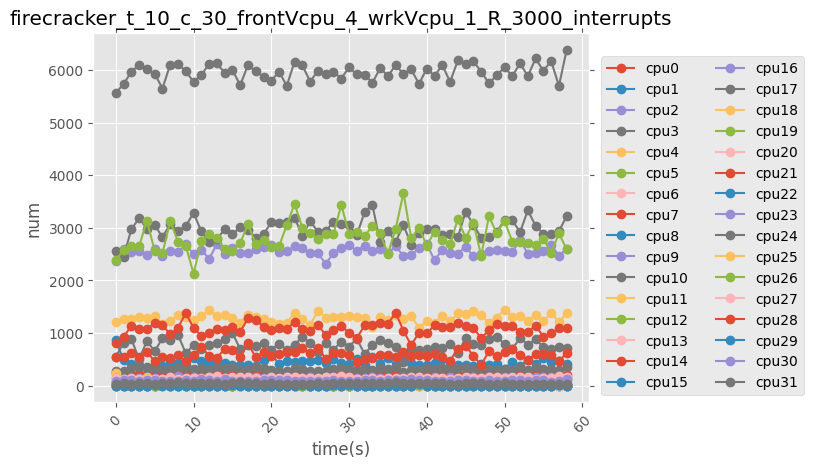 firecracker_t_10_c_30_frontVcpu_4_wrkVcpu_1_R_3000_interrupts
num
6000
5000
4000
3000
2000
1000
0
0
10
20
30
40
50
60
time(s)
cpu0
cpu1
cpu2
cpu3
cpu4
cpu5
cpu6
cpu7
cpu8
cpu9
cpu10
cpu11
cpu12
cpu13
cpu14
cpu15
cpu16
cpu17
cpu18
cpu19
cpu20
cpu21
cpu22
cpu23
cpu24
cpu25
cpu26
cpu27
cpu28
cpu29
cpu30
cpu31